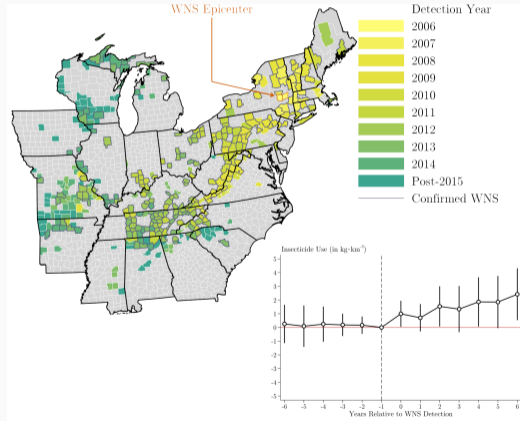 WNS Epicenter
Detection Year
2006
2007
2008
2009
2010
2011
2012
2013
2014
Post-2015
Confirmed WNS
Insecticide Use (in kg·km⁻²)
5
4
3
2
1
0
-1
-2
-3
-4
-5
-6 -5 -4 -3 -2 -1 0 1 2 3 4 5 6
Years Relative to WNS Detection